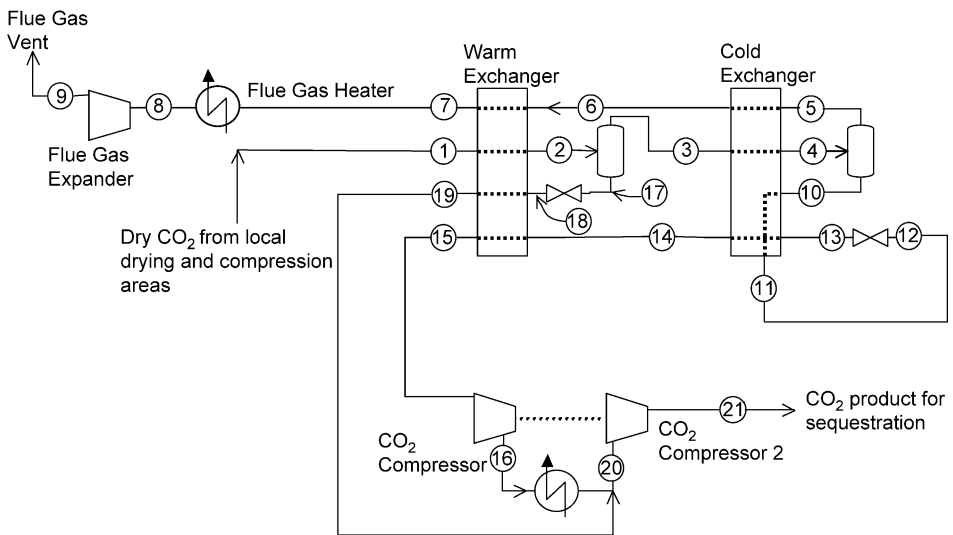 Flue Gas
Vent
Warm
Exchanger
Cold
Exchanger
9
8
Flue Gas Heater
7
6
5
Flue Gas
Expander
1
2
3
4
19
18
17
10
Dry CO₂ from local
drying and compression
areas
15
14
13
12
11
CO₂
Compressor
16
20
21
CO₂
Compressor 2
CO₂ product for
sequestration